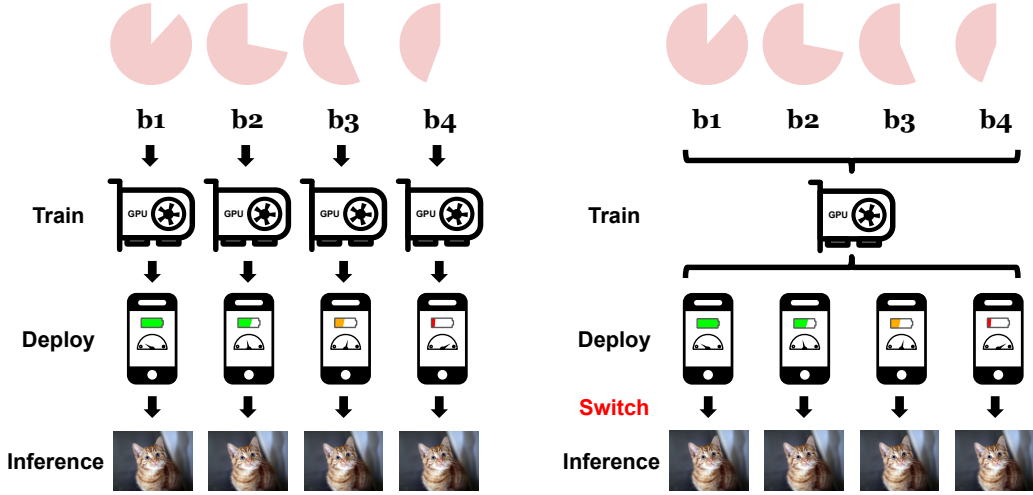 b1 b2 b3 b4 b1 b2 b3 b4
Train GPU GPU GPU GPU Train GPU
Deploy Deploy
Switch
Inference Inference